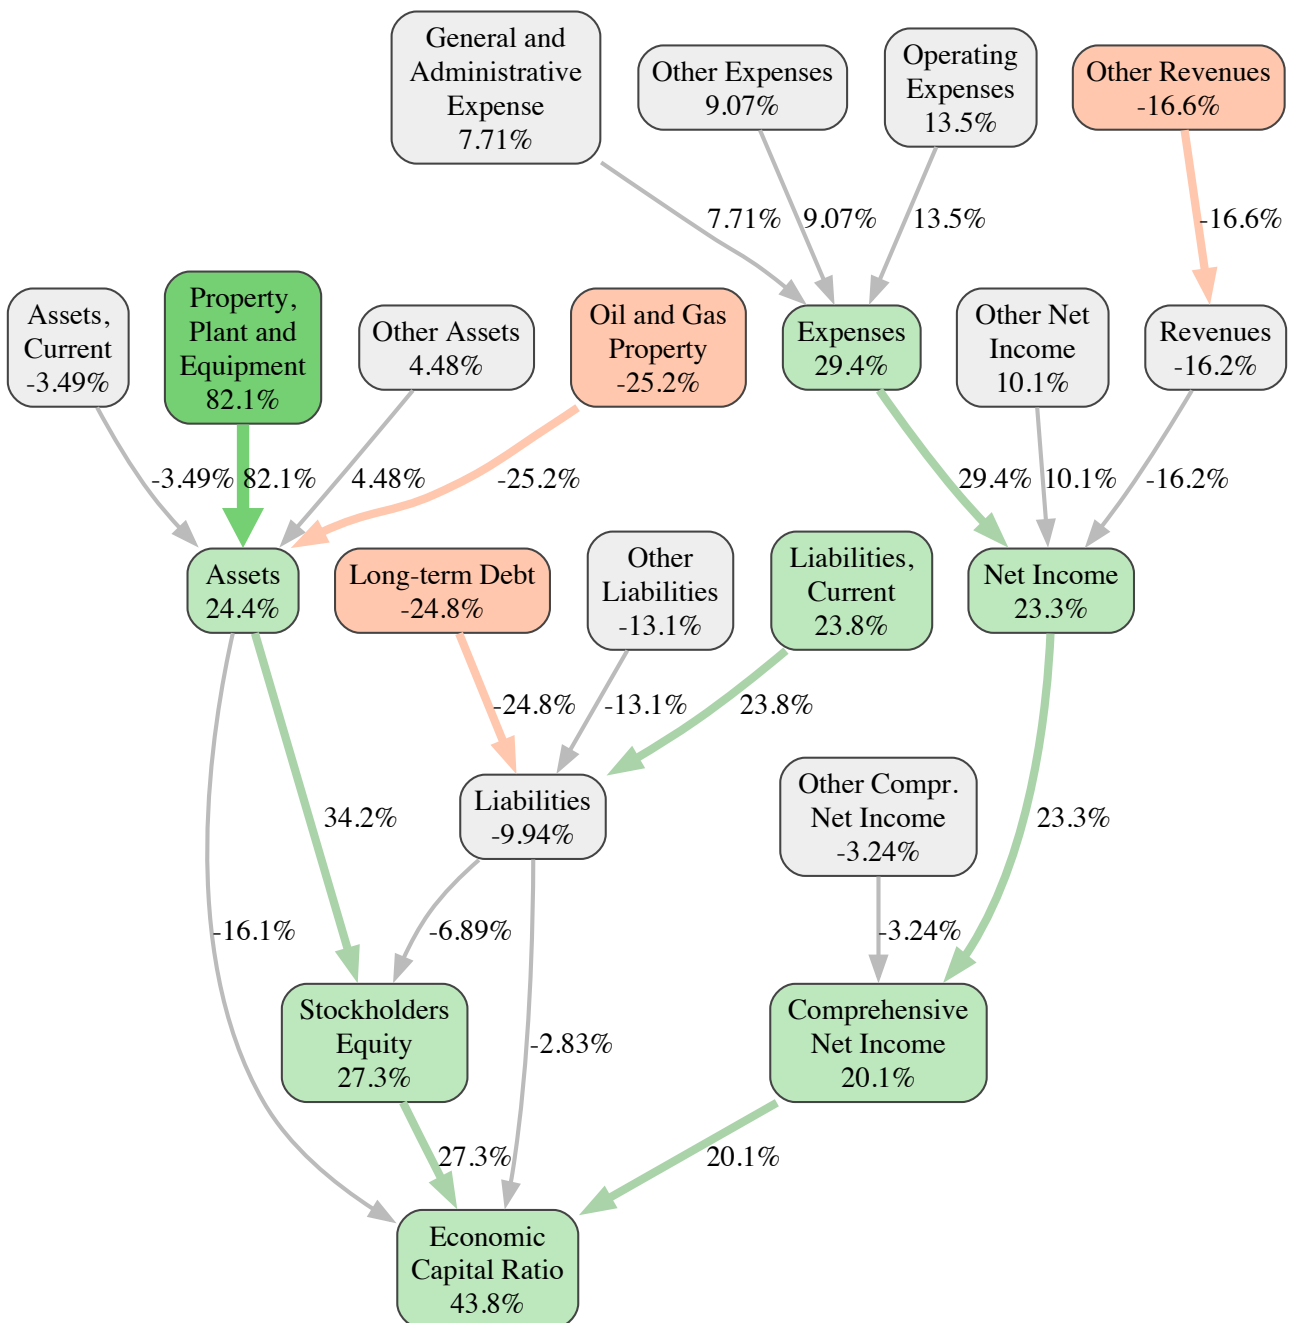 General and
Administrative
Expense
7.71%
Other Expenses
9.07%
Operating
Expenses
13.5%
Other Revenues
-16.6%
7.71%
9.07%
13.5%
-16.6%
Assets,
Current
-3.49%
Property,
Plant and
Equipment
82.1%
Other Assets
4.48%
Oil and Gas
Property
-25.2%
Expenses
29.4%
Other Net
Income
10.1%
Revenues
-16.2%
-3.49%
82.1%
4.48%
-25.2%
29.4%
10.1%
-16.2%
Assets
24.4%
Long-term Debt
-24.8%
Other
Liabilities
-13.1%
Liabilities,
Current
23.8%
Net Income
23.3%
-24.8%
-13.1%
23.8%
34.2%
Liabilities
-9.94%
Other Compr.
Net Income
-3.24%
23.3%
-16.1%
-6.89%
-3.24%
Stockholders
Equity
27.3%
-2.83%
Comprehensive
Net Income
20.1%
27.3%
20.1%
Economic
Capital Ratio
43.8%